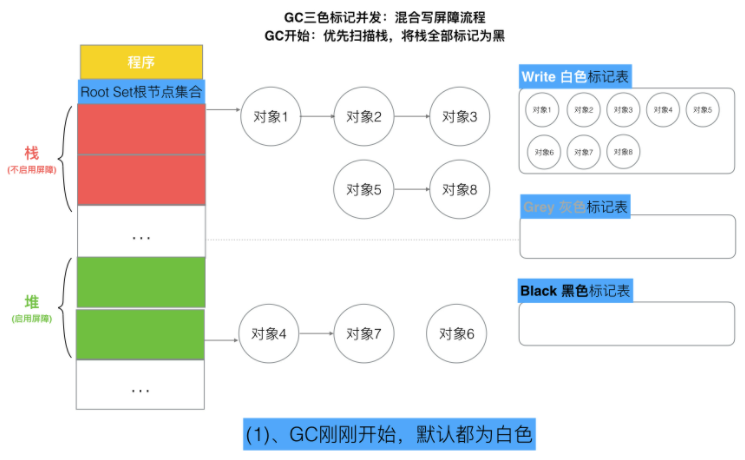 GC三色标记并发：混合写屏障流程
GC开始：优先扫描栈，将栈全部标记为黑
程序
Root Set根节点集合
栈
(不启用屏障)
...
堆
(启用屏障)
...
对象1
对象2
对象3
对象5
对象8
对象4
对象7
对象6
Write 白色标记表
对象1
对象2
对象3
对象4
对象5
对象6
对象7
对象8
Grey 灰色标记表
Black 黑色标记表
(1)、GC刚刚开始，默认都为白色